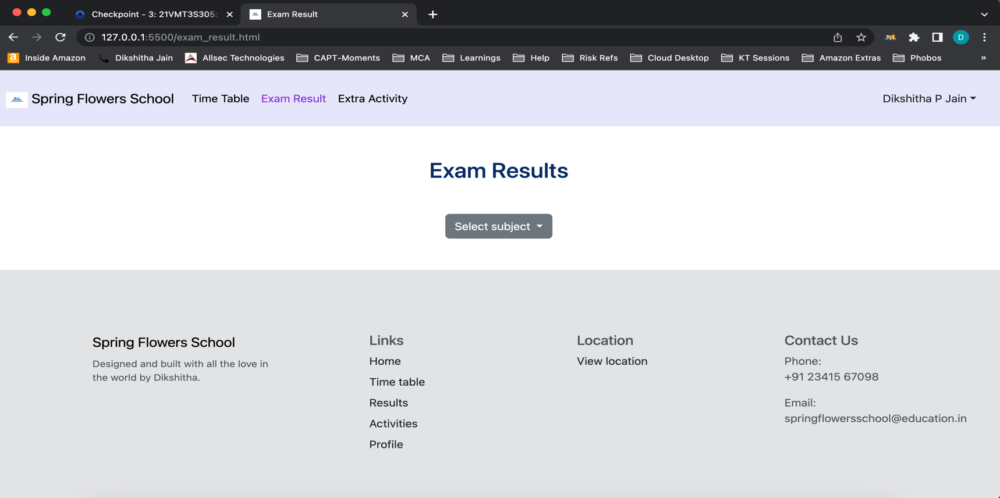 Checkpoint - 3: 21VMT3S305:
Exam Result
127.0.0.1:5500/exam_result.html
D
Inside Amazon
Dikshitha Jain
Allsec Technologies
CAPT-Moments
MCA
Learnings
Help
Risk Refs
Cloud Desktop
KT Sessions
Amazon Extras
Phobos
»
Spring Flowers School
Time Table
Exam Result
Extra Activity
Dikshitha P Jain
Exam Results
Select subject
Spring Flowers School
Designed and built with all the love in
the world by Dikshitha.
Links
Home
Time table
Results
Activities
Profile
Location
View location
Contact Us
Phone:
+91 23415 67098
Email:
springflowersschool@education.in